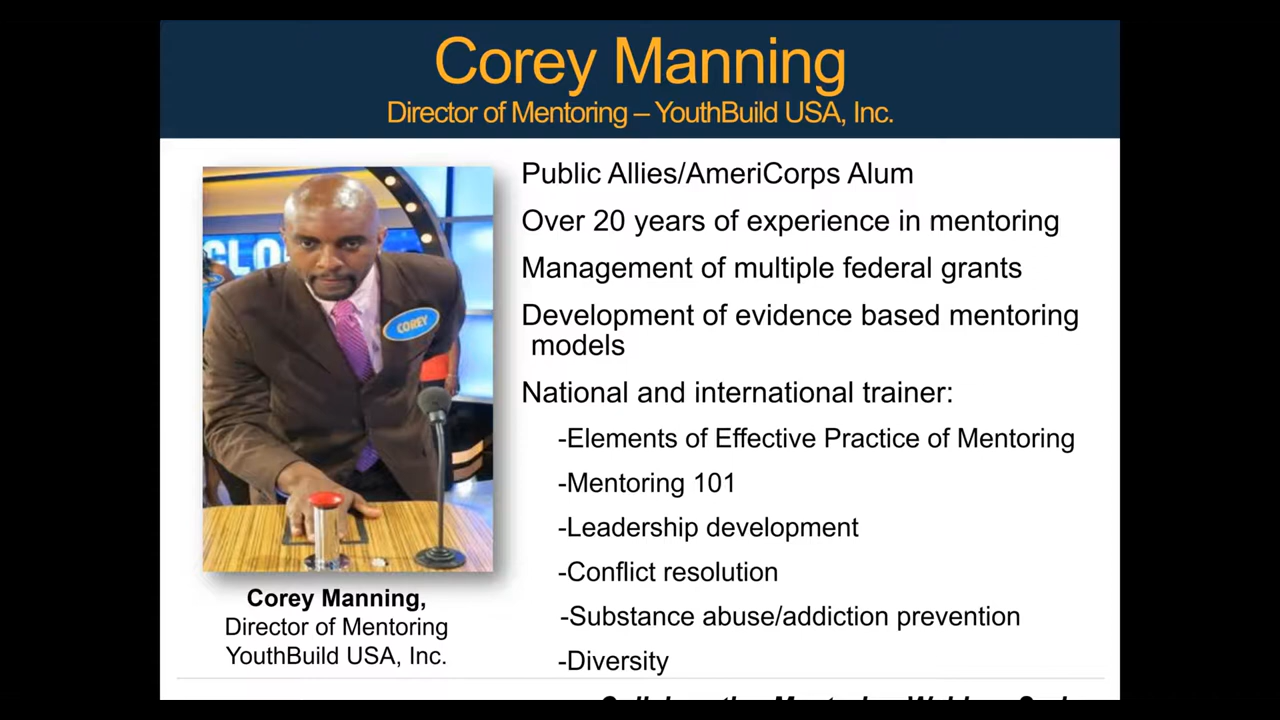 Corey Manning
Director of Mentoring – YouthBuild USA, Inc.
CLO
COREY
Corey Manning,
Director of Mentoring
YouthBuild USA, Inc.
Public Allies/AmeriCorps Alum
Over 20 years of experience in mentoring
Management of multiple federal grants
Development of evidence based mentoring
models
National and international trainer:
-Elements of Effective Practice of Mentoring
-Mentoring 101
-Leadership development
-Conflict resolution
-Substance abuse/addiction prevention
-Diversity